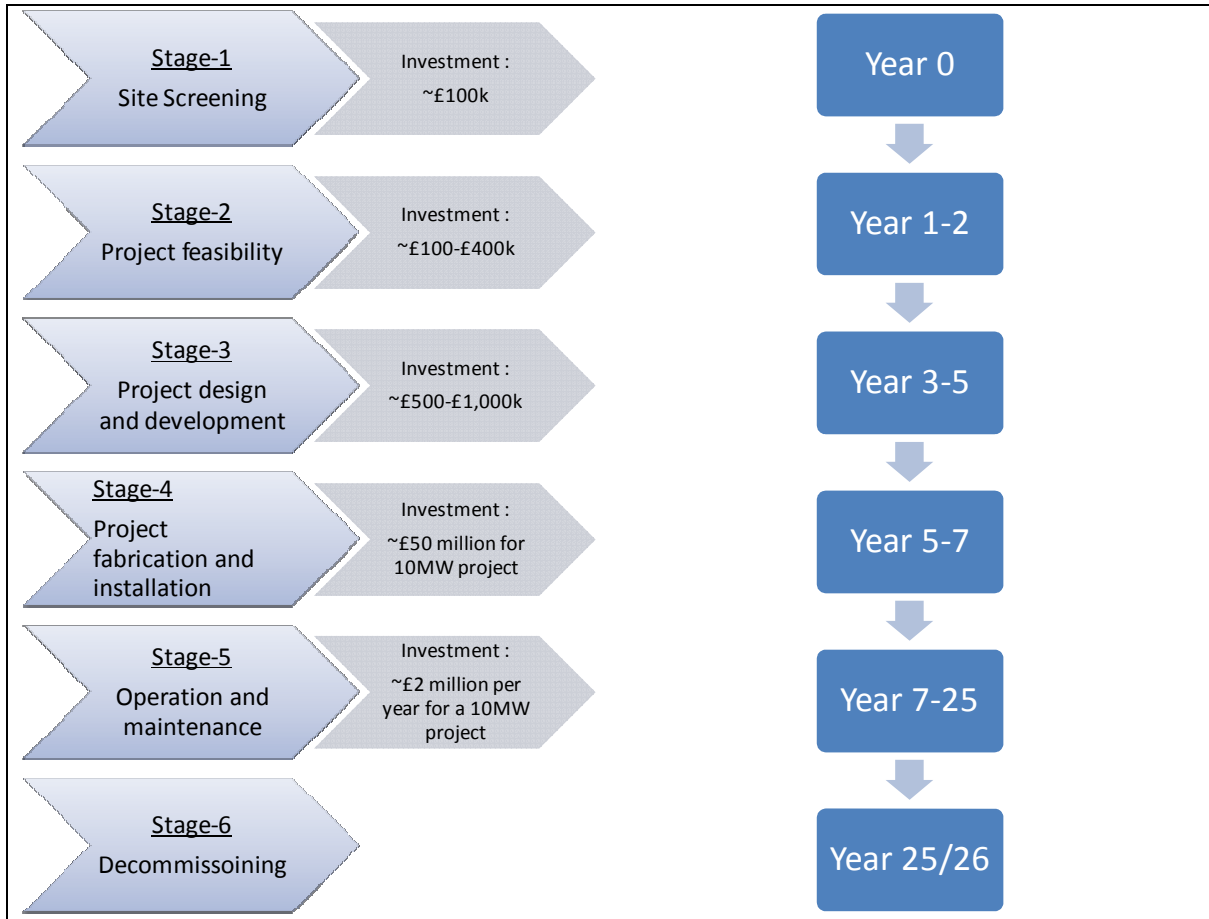 Stage-1
Site Screening
Investment :
~£100k
Year 0
Stage-2
Project feasibility
Investment :
~£100-£400k
Year 1-2
Stage-3
Project design
and development
Investment :
~£500-£1,000k
Year 3-5
Stage-4
Project
fabrication and
installation
Investment :
~£50 million for
10MW project
Year 5-7
Stage-5
Operation and
maintenance
Investment :
~£2 million per
year for a 10MW
project
Year 7-25
Stage-6
Decommissoining
Year 25/26